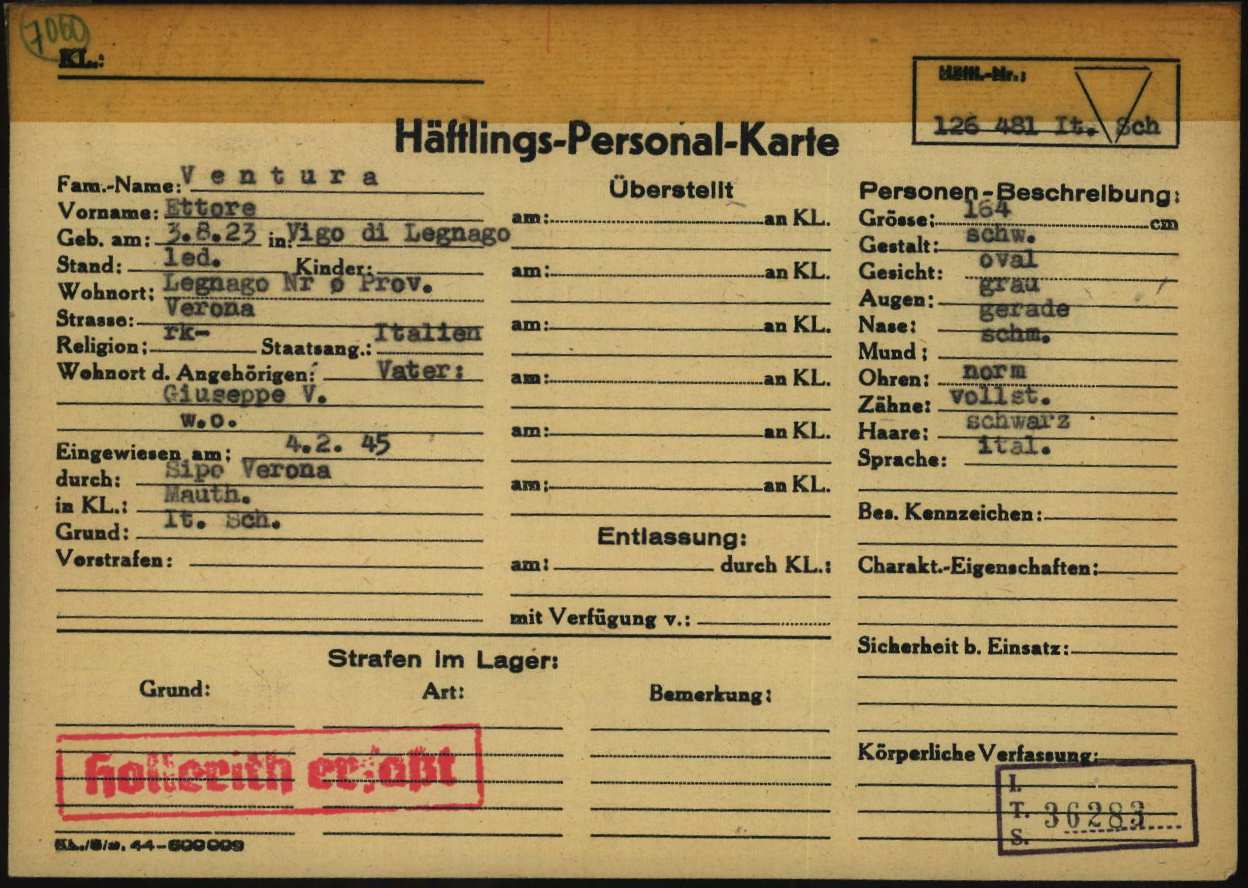 7060
KL.:
Häftl.-Nr.:
126 481 It. Sch
Häftlings-Personal-Karte
Fam.-Name: Ventura
Vorname: Ettore
Geb. am: 3.8.23 in: Vigo di Legnago
Stand: led. Kinder:
Wohnort: Legnago Nr ø Prov.
Strasse: Verona
Religion: rk- Staatsang.: Italien
Wohnort d. Angehörigen: Vater:
Giuseppe V.
w.o.
Eingewiesen am: 4.2. 45
durch: Sipo Verona
in KL.: Mauth.
Grund: It. Sch.
Vorstrafen:
Überstellt
am: an KL.
am: an KL.
am: an KL.
am: an KL.
am: an KL.
am: an KL.
Entlassung:
am: durch KL.:
mit Verfügung v.:
Personen-Beschreibung:
Grösse: 164 cm
Gestalt: schw.
Gesicht: oval
Augen: grau
Nase: gerade
Mund: schm.
Ohren: norm
Zähne: vollst.
Haare: schwarz
Sprache: ital.
Bes. Kennzeichen:
Charakt.-Eigenschaften:
Sicherheit b. Einsatz:
Körperliche Verfassung:
Strafen im Lager:
Grund: Art: Bemerkung:
Hollerith erfaßt
I.
T. 36283
S.
44-500 009